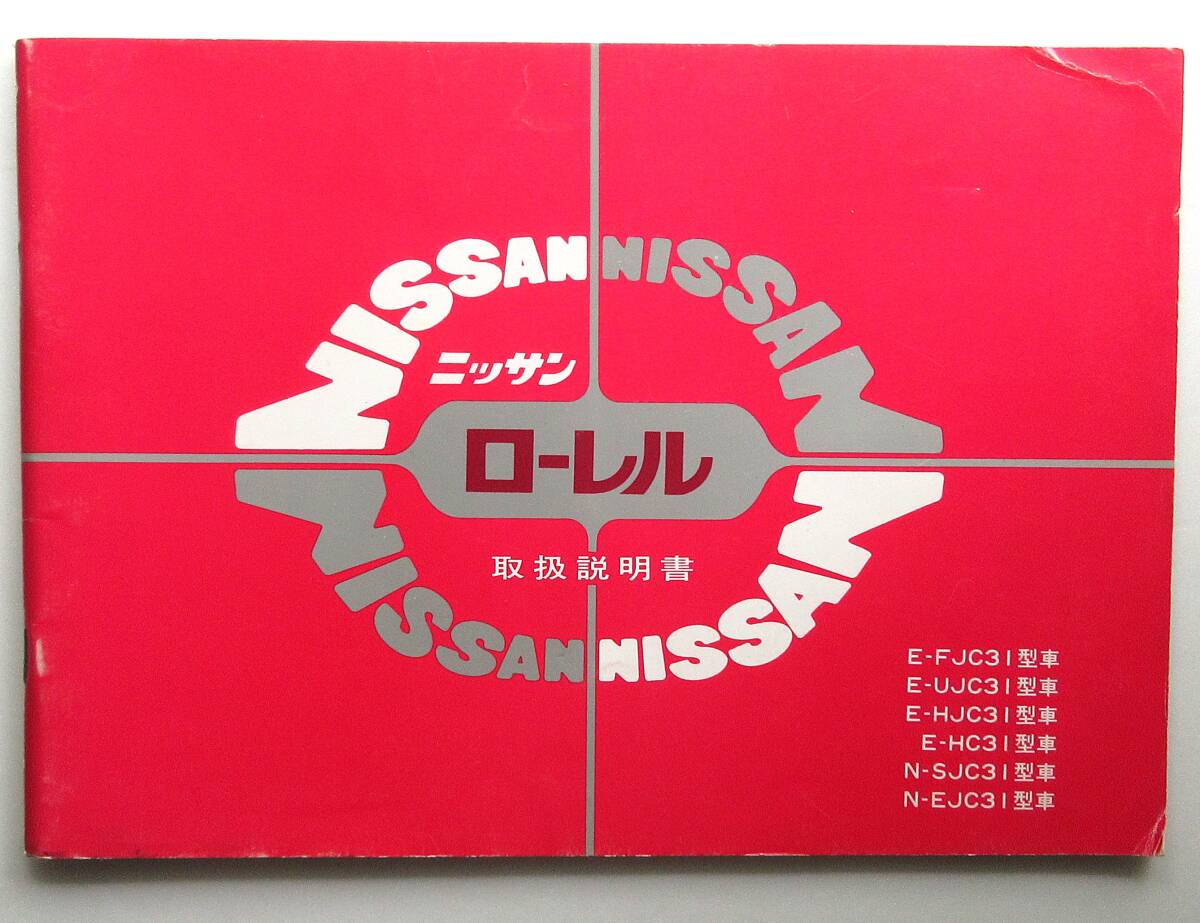 NISSAN NISSAN
ニッサン
ローレル
取扱説明書
NISSAN NISSAN
E-FJC31型車
E-UJC31型車
E-HJC31型車
E-HC31型車
N-SJC31型車
N-EJC31型車